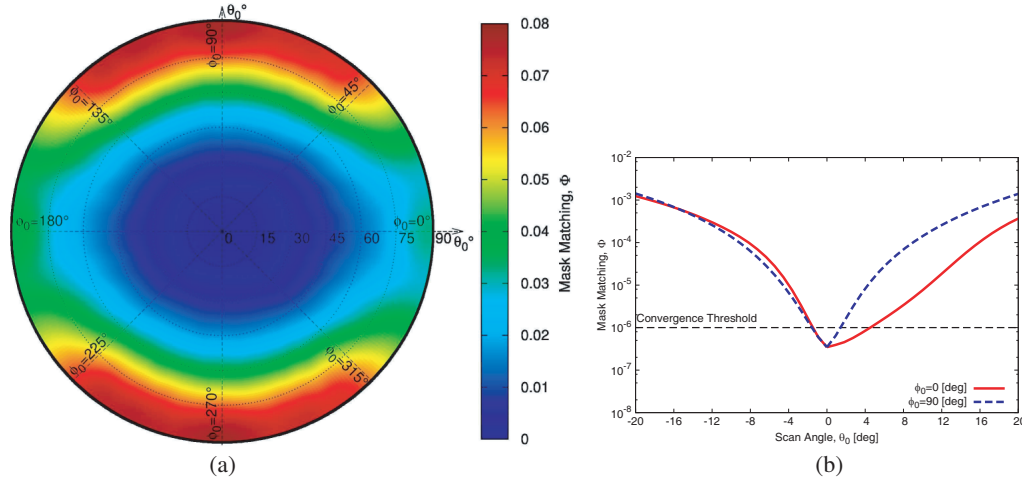 θ₀°
ϕ₀=90°
ϕ₀=45°
ϕ₀=135°
ϕ₀=180°
ϕ₀=0°
0 15 30 45 60 75 90 θ₀°
ϕ₀=225
ϕ₀=315°
ϕ₀=270°
0.08
0.07
0.06
0.05
0.04
0.03
0.02
0.01
0
Mask Matching, Φ
(a)
10⁻²
10⁻³
10⁻⁴
10⁻⁵
10⁻⁶
10⁻⁷
10⁻⁸
Mask Matching, Φ
Convergence Threshold
ϕ₀=0 [deg]
ϕ₀=90 [deg]
-20 -16 -12 -8 -4 0 4 8 12 16 20
Scan Angle, θ₀ [deg]
(b)